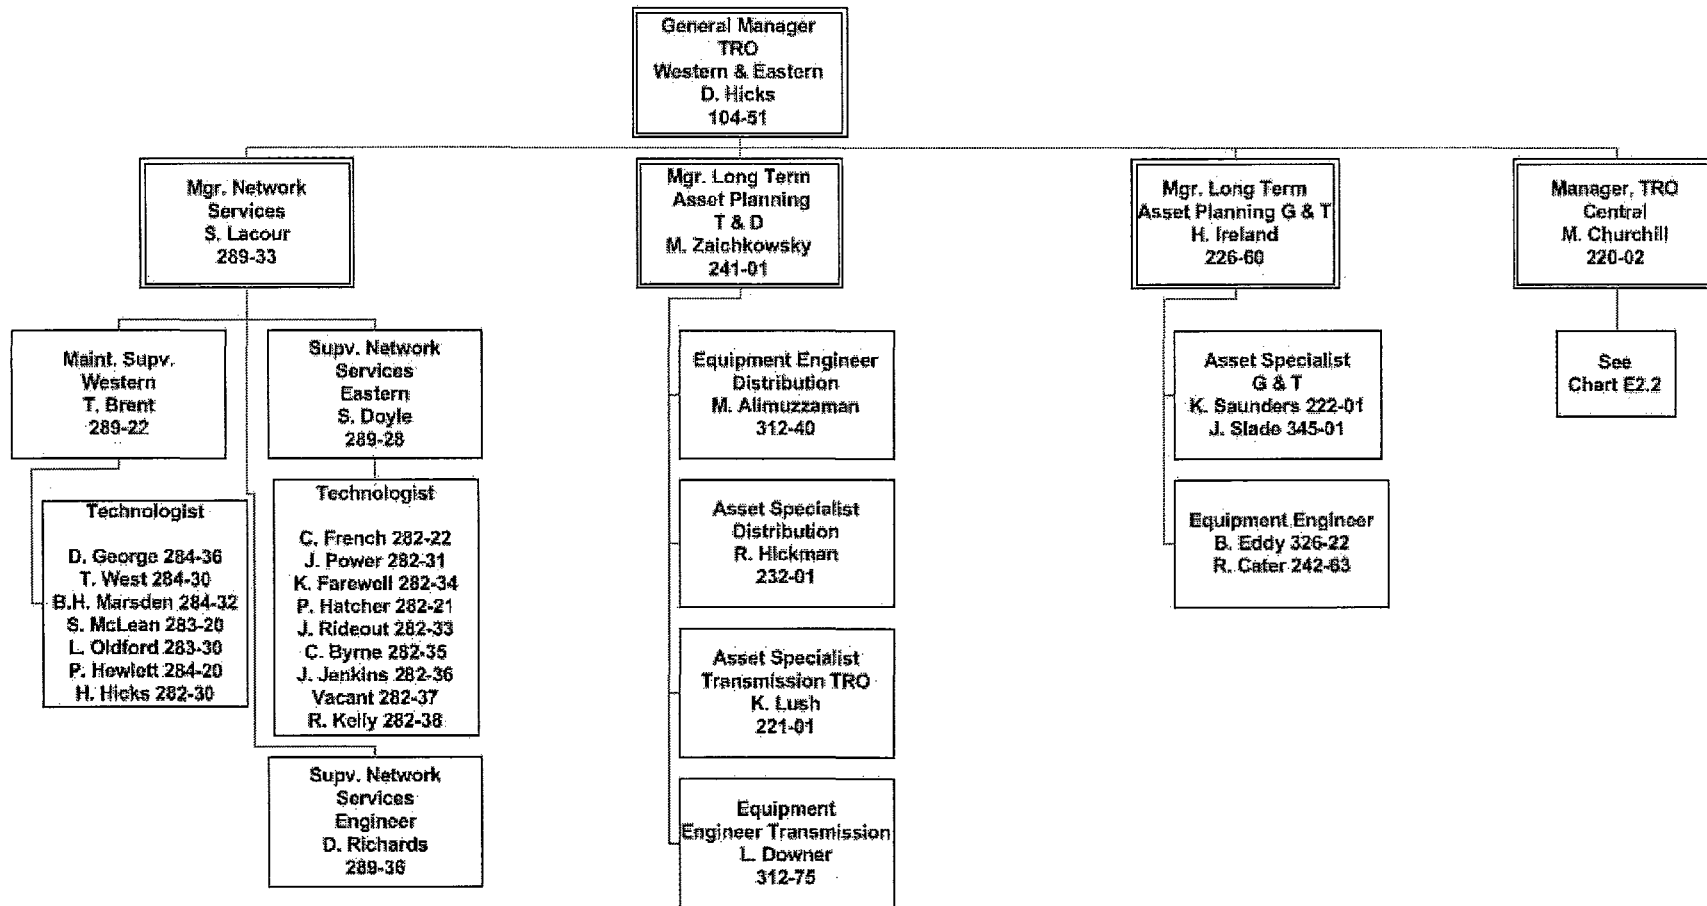 General Manager
TRO
Western & Eastern
D. Hicks
104-51
Mgr. Network
Services
S. Lacour
289-33
Mgr. Long Term
Asset Planning
T & D
M. Zaichkowsky
241-01
Mgr. Long Term
Asset Planning G & T
H. Ireland
226-60
Manager, TRO
Central
M. Churchill
220-02
Maint. Supv.
Western
T. Brent
289-22
Supv. Network
Services
Eastern
S. Doyle
289-28
Equipment Engineer
Distribution
M. Alimuzzaman
312-40
Asset Specialist
G & T
K. Saunders 222-01
J. Slade 345-01
See
Chart E2.2
Technologist
D. George 284-36
T. West 284-30
B.H. Marsden 284-32
S. McLean 283-20
L. Oldford 283-30
P. Hewlett 284-20
H. Hicks 282-30
Technologist
C. French 282-22
J. Power 282-31
K. Farewell 282-34
P. Hatcher 282-21
J. Rideout 282-33
C. Byrne 282-35
J. Jenkins 282-36
Vacant 282-37
R. Kelly 282-38
Asset Specialist
Distribution
R. Hickman
232-01
Equipment Engineer
B. Eddy 326-22
R. Cater 242-63
Asset Specialist
Transmission TRO
K. Lush
221-01
Supv. Network
Services
Engineer
D. Richards
289-36
Equipment
Engineer Transmission
L. Downer
312-75